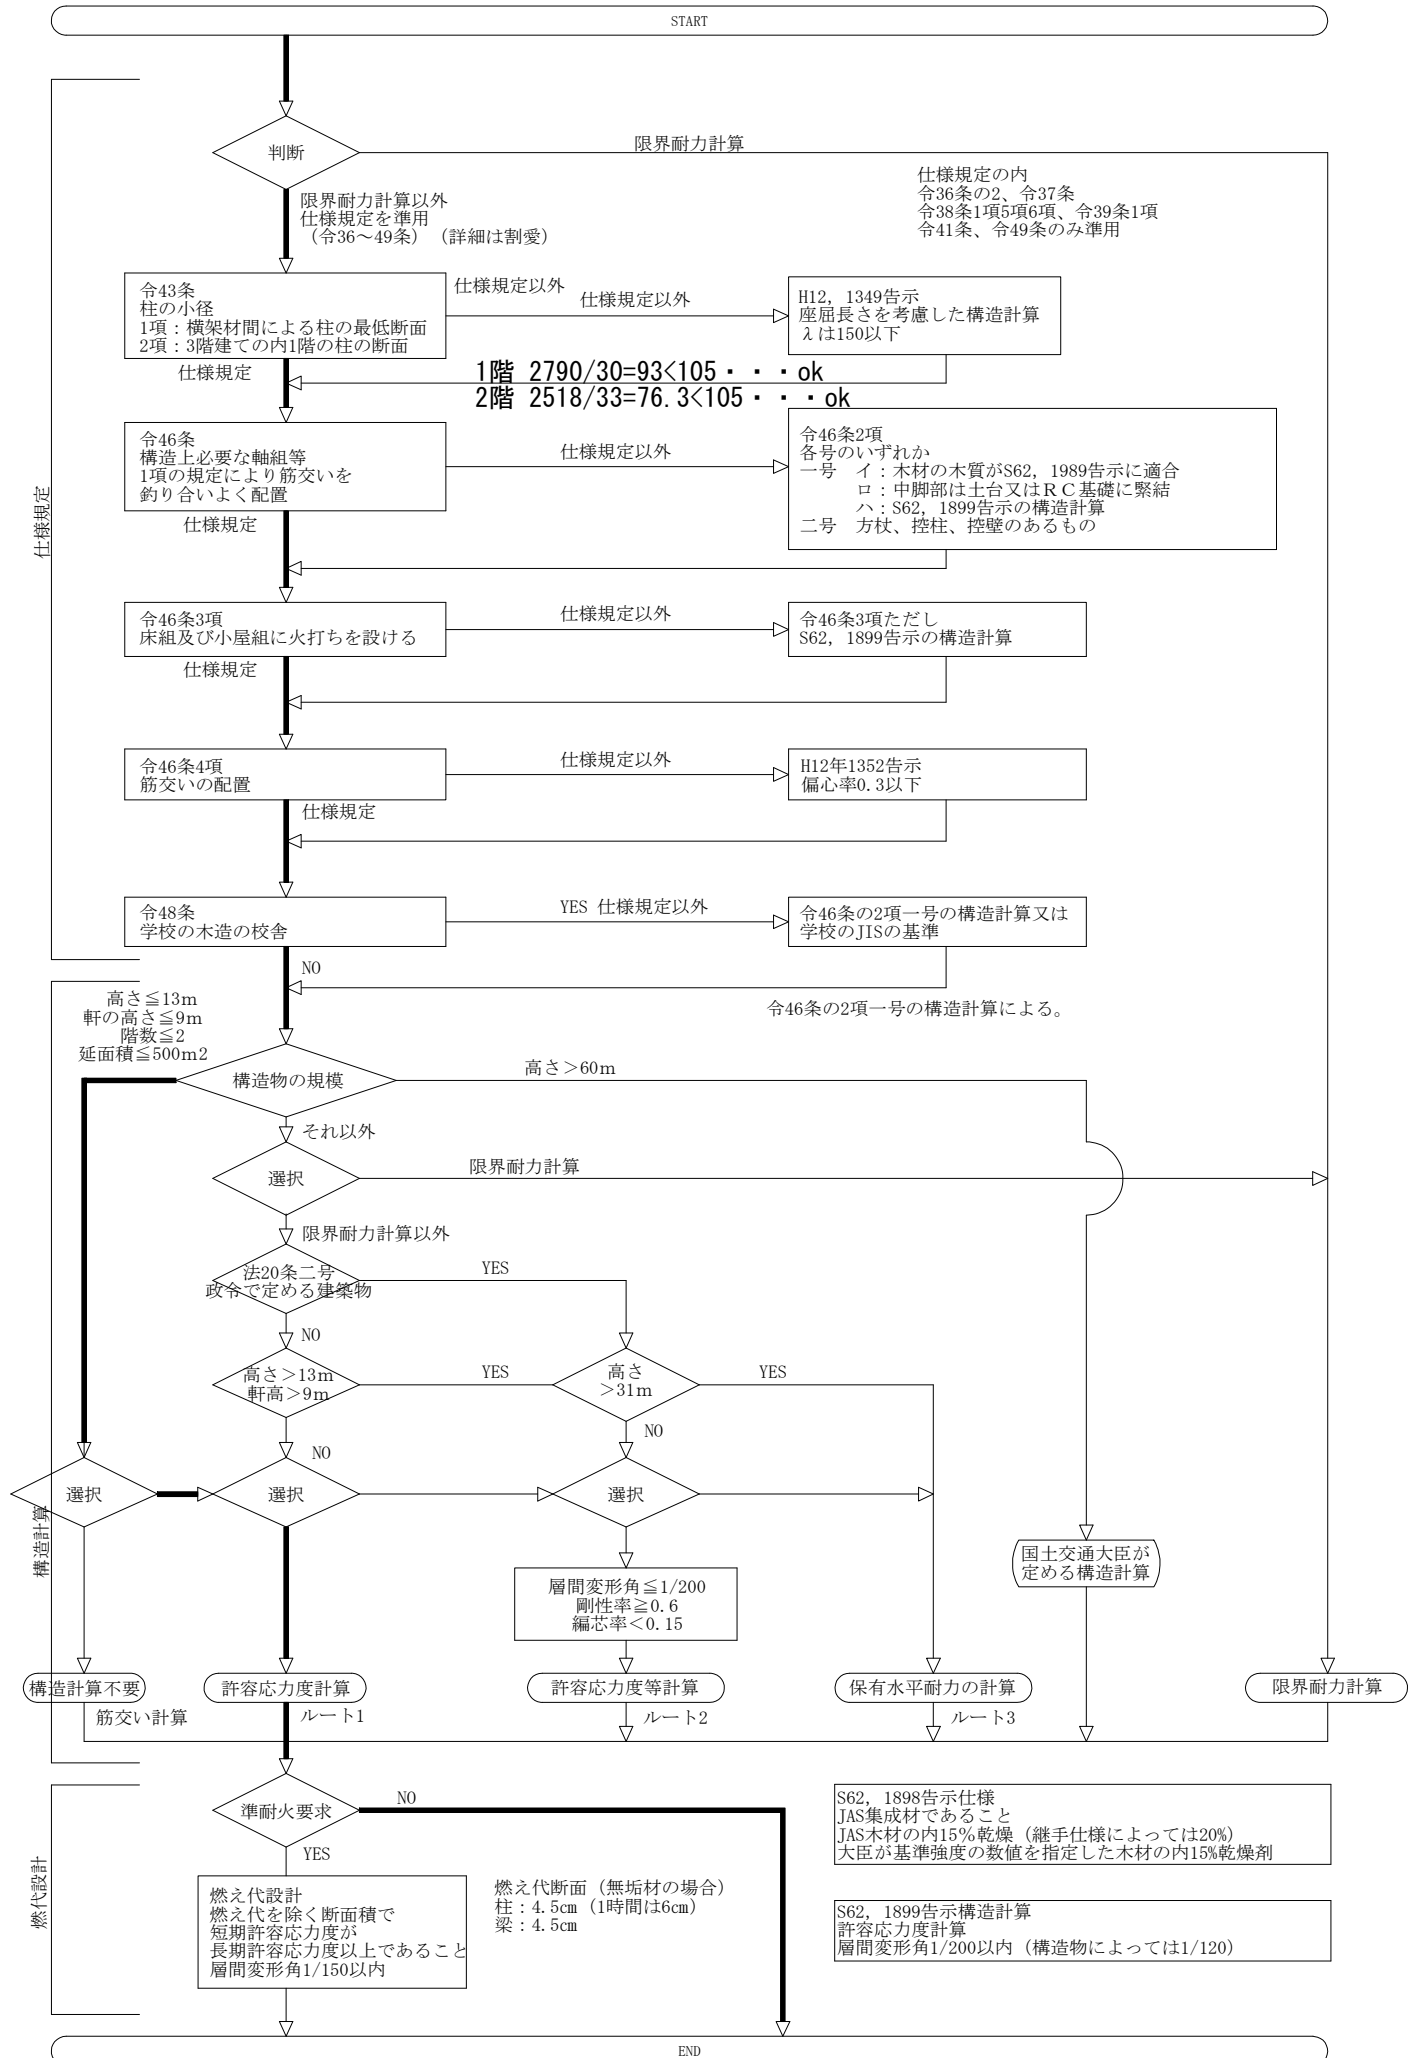 START
判断
限界耐力計算
仕様規定の内
令36条の2、令37条
令38条1項5項6項、令39条1項
令41条、令49条のみ準用
限界耐力計算以外
仕様規定を準用
（令36～49条）（詳細は割愛）
令43条
柱の小径
1項：横架材間による柱の最低断面
2項：3階建ての内1階の柱の断面
仕様規定以外
仕様規定以外
H12, 1349告示
座屈長さを考慮した構造計算
λは150以下
仕様規定
1階 2790/30=93<105・・・ok
2階 2518/33=76.3<105・・・ok
令46条
構造上必要な軸組等
1項の規定により筋交いを
釣り合いよく配置
仕様規定以外
令46条2項
各号のいずれか
一号　イ：木材の木質がS62, 1989告示に適合
ロ：中脚部は土台又はＲＣ基礎に緊結
ハ：S62, 1899告示の構造計算
二号　方杖、控柱、控壁のあるもの
仕様規定
仕様規定
令46条3項
床組及び小屋組に火打ちを設ける
仕様規定以外
令46条3項ただし
S62, 1899告示の構造計算
仕様規定
令46条4項
筋交いの配置
仕様規定以外
H12年1352告示
偏心率0.3以下
仕様規定
令48条
学校の木造の校舎
YES 仕様規定以外
令46条の2項一号の構造計算又は
学校のJISの基準
NO
令46条の2項一号の構造計算による。
高さ≦13m
軒の高さ≦9m
階数≦2
延面積≦500m2
構造物の規模
高さ＞60m
それ以外
選択
限界耐力計算
限界耐力計算以外
法20条二号
政令で定める建築物
YES
NO
高さ＞13m
軒高＞9m
YES
高さ
＞31m
YES
NO
NO
選択
選択
選択
構造計算
国土交通大臣が
定める構造計算
層間変形角≦1/200
剛性率≧0.6
編芯率＜0.15
構造計算不要
許容応力度計算
許容応力度等計算
保有水平耐力の計算
限界耐力計算
筋交い計算
ルート1
ルート2
ルート3
準耐火要求
NO
YES
燃代設計
燃え代設計
燃え代を除く断面積で
短期許容応力度が
長期許容応力度以上であること
層間変形角1/150以内
燃え代断面（無垢材の場合）
柱：4.5cm（1時間は6cm）
梁：4.5cm
S62, 1898告示仕様
JAS集成材であること
JAS木材の内15％乾燥（継手仕様によっては20%）
大臣が基準強度の数値を指定した木材の内15%乾燥剤
S62, 1899告示構造計算
許容応力度計算
層間変形角1/200以内（構造物によっては1/120）
END